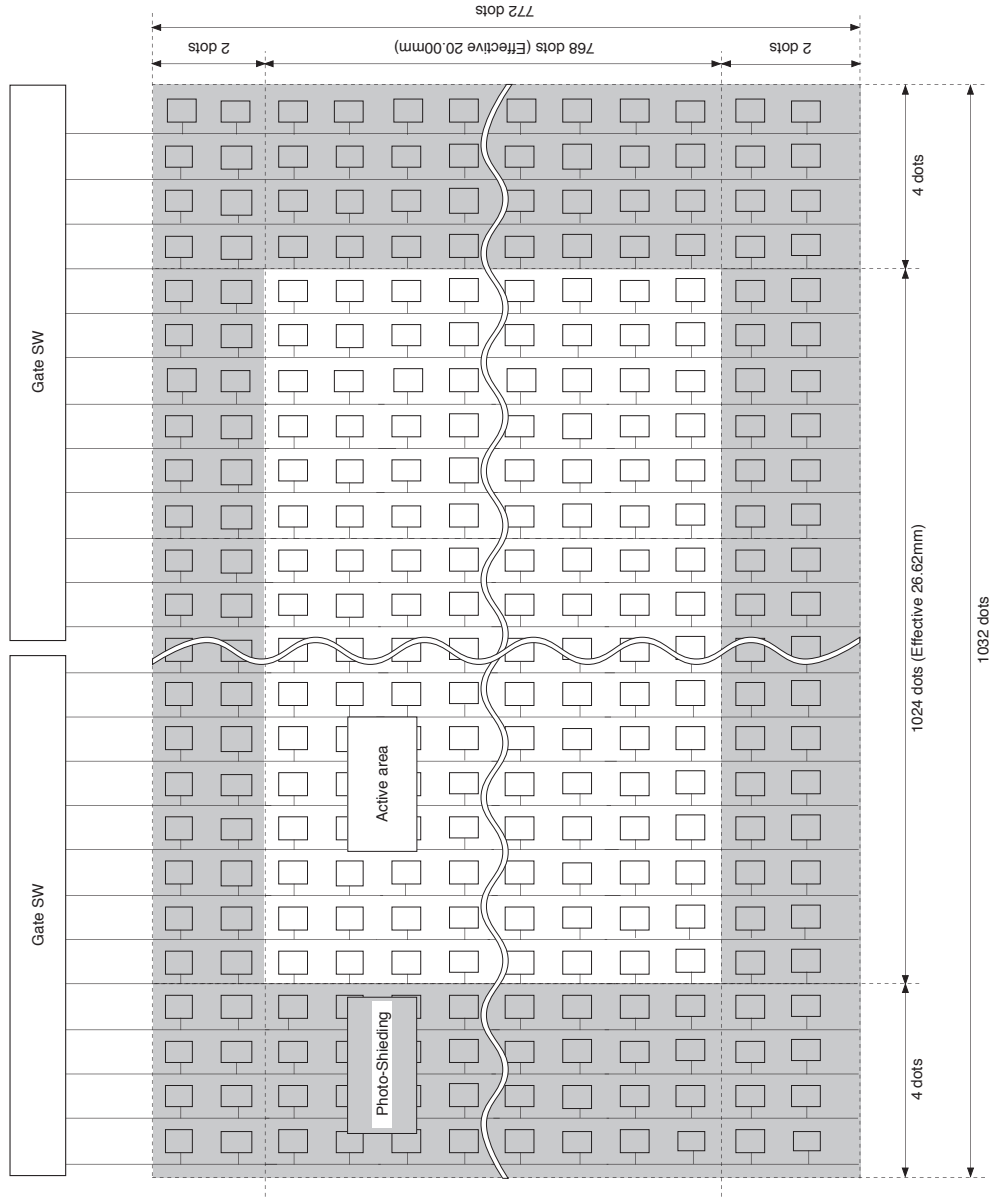 772 dots
2 dots
768 dots (Effective 20.00mm)
2 dots
Gate SW
Gate SW
Active area
Photo-Shieding
4 dots
1024 dots (Effective 26.62mm)
4 dots
1032 dots